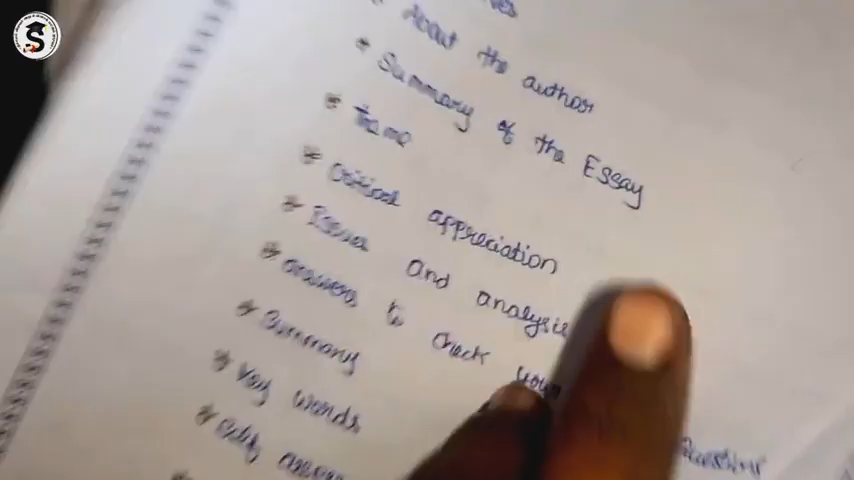 About the author
Summary of the Essay
Theme
Critical appreciation
and analysis
answers to check your
Summary
Key words
Self